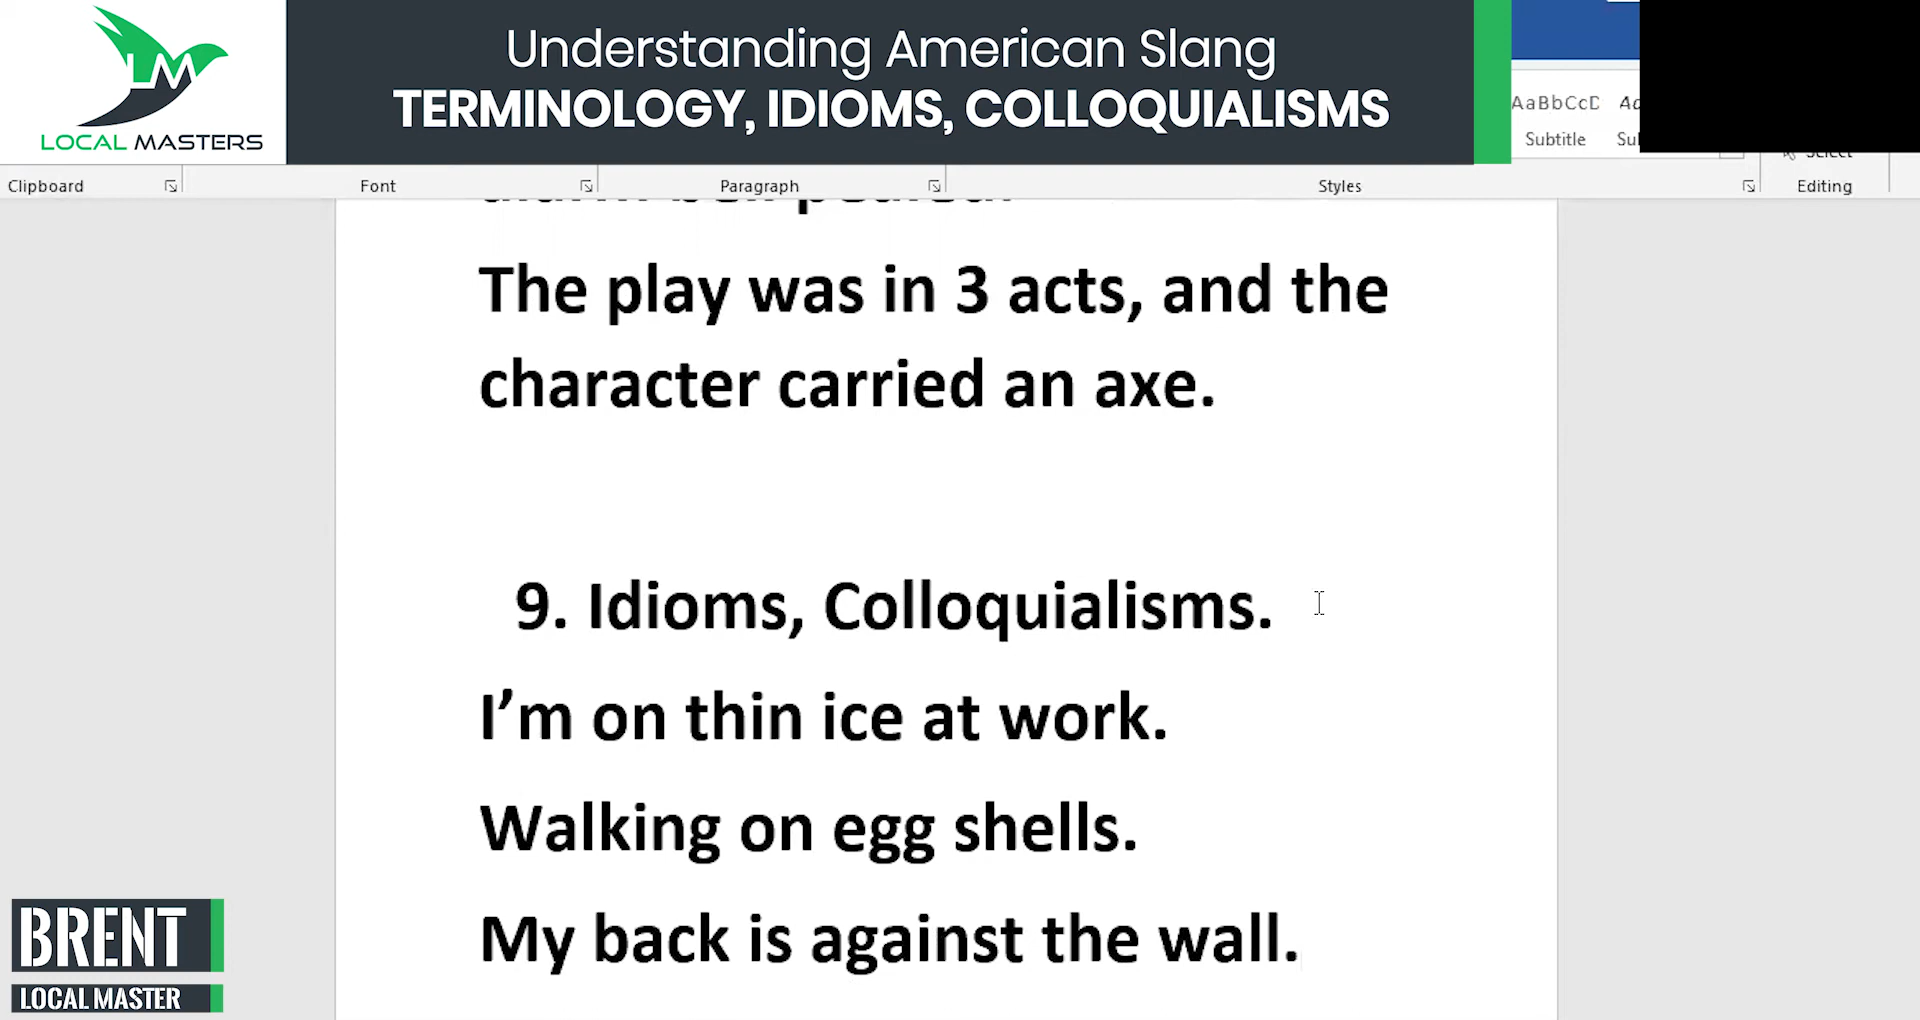 LM
LOCAL MASTERS
Understanding American Slang
TERMINOLOGY, IDIOMS, COLLOQUIALISMS
AaBbCcD
Subtitle
Select
Clipboard
Font
Paragraph
Styles
Editing
The play was in 3 acts, and the
character carried an axe.
9. Idioms, Colloquialisms.
I’m on thin ice at work.
Walking on egg shells.
My back is against the wall.
BRENT
LOCAL MASTER